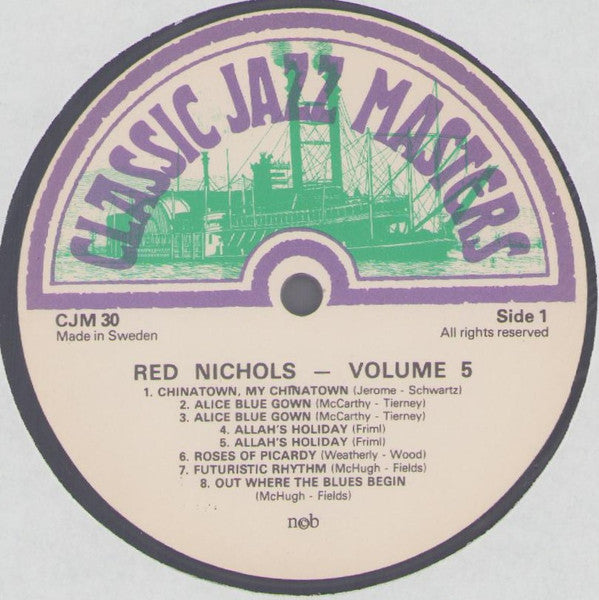 CLASSIC JAZZ MASTERS
CJM 30
Side 1
Made in Sweden
All rights reserved
RED NICHOLS — VOLUME 5
1. CHINATOWN, MY CHINATOWN (Jerome - Schwartz)
2. ALICE BLUE GOWN (McCarthy - Tierney)
3. ALICE BLUE GOWN (McCarthy - Tierney)
4. ALLAH'S HOLIDAY (Friml)
5. ALLAH'S HOLIDAY (Friml)
6. ROSES OF PICARDY (Weatherly - Wood)
7. FUTURISTIC RHYTHM (McHugh - Fields)
8. OUT WHERE THE BLUES BEGIN
(McHugh - Fields)
ncb